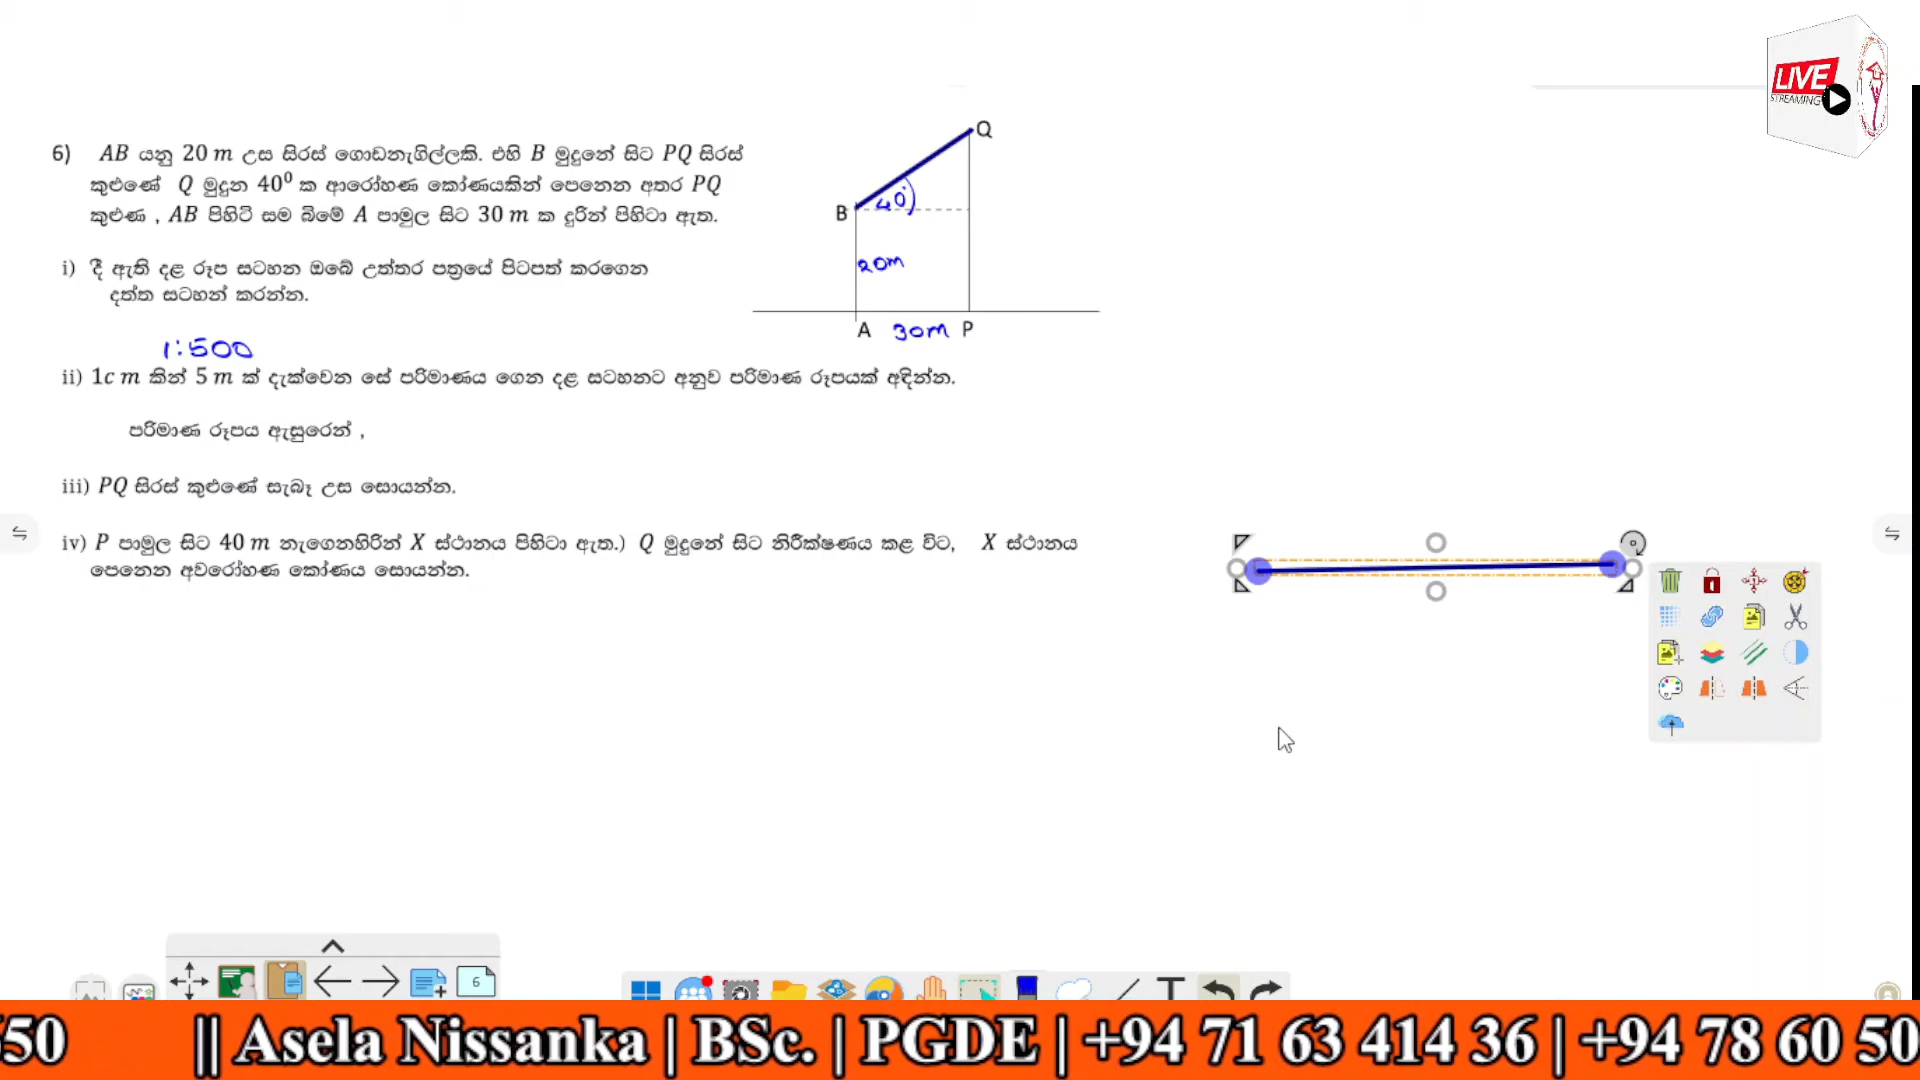 LIVE
STREAMING
6) AB යනු 20 m උස සිරස් ගොඩනැගිල්ලකි. එහි B මුදුනේ සිට PQ සිරස්
කුළුණේ Q මුදුන 40⁰ ක ආරෝහණ කෝණයකින් පෙනෙන අතර PQ
කුළුණ , AB පිහිටි සම බිමේ A පාමුල සිට 30 m ක දුරින් පිහිටා ඇත.
i) දී ඇති දළ රූප සටහන ඔබේ උත්තර පත්‍රයේ පිටපත් කරගෙන
දත්ත සටහන් කරන්න.
Q
B
40°
20m
A 30m P
1:500
ii) 1c m කින් 5 m ක් දැක්වෙන සේ පරිමාණය ගෙන දළ සටහනට අනුව පරිමාණ රූපයක් අඳින්න.
පරිමාණ රූපය ඇසුරෙන් ,
iii) PQ සිරස් කුළුණේ සැබෑ උස සොයන්න.
iv) P පාමුල සිට 40 m නැගෙනහිරින් X ස්ථානය පිහිටා ඇත.) Q මුදුනේ සිට නිරීක්ෂණය කළ විට, X ස්ථානය
පෙනෙන අවරෝහණ කෝණය සොයන්න.
6
550 || Asela Nissanka | BSc. | PGDE | +94 71 63 414 36 | +94 78 60 50